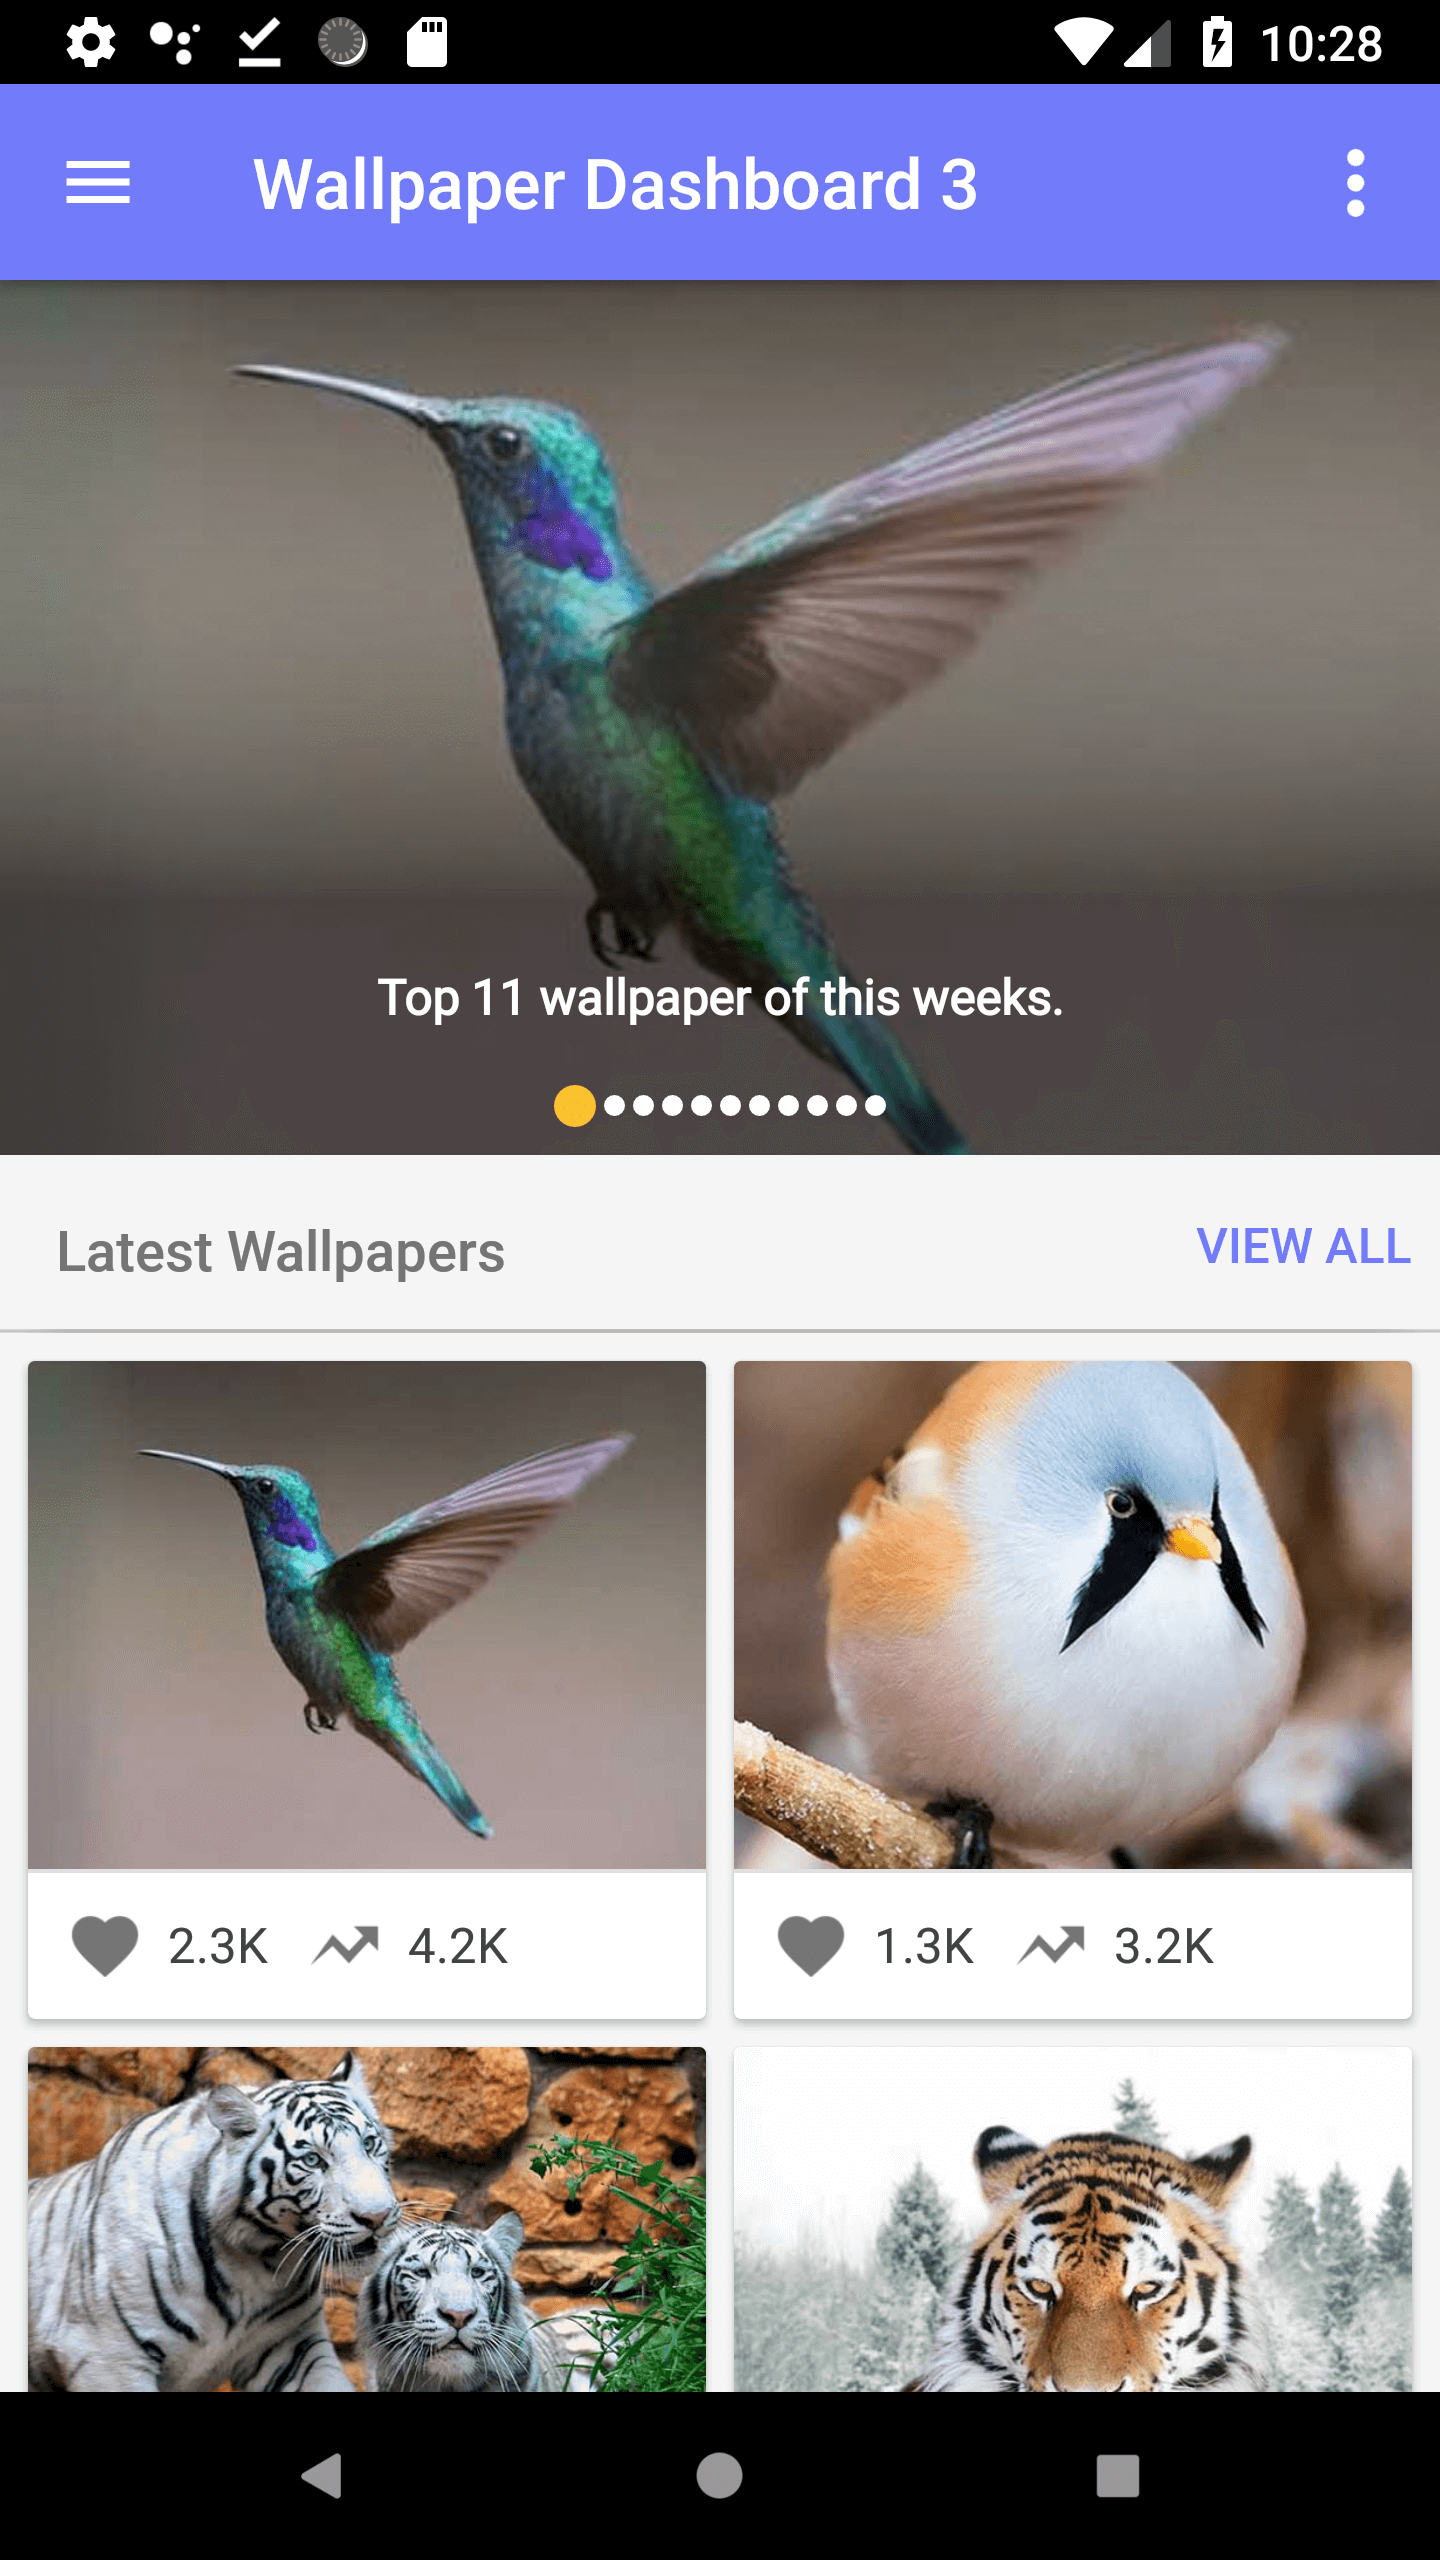 10:28
Wallpaper Dashboard 3
Top 11 wallpaper of this weeks.
Latest Wallpapers
VIEW ALL
2.3K 4.2K
1.3K 3.2K